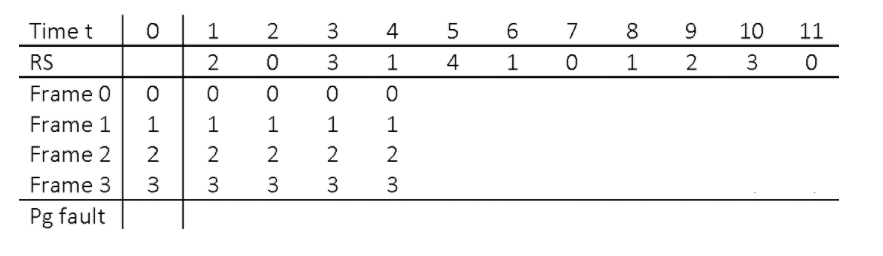 Time t 0 1 2 3 4 5 6 7 8 9 10 11
RS 2 0 3 1 4 1 0 1 2 3 0
Frame 0 0 0 0 0 0
Frame 1 1 1 1 1 1
Frame 2 2 2 2 2 2
Frame 3 3 3 3 3 3
Pg fault